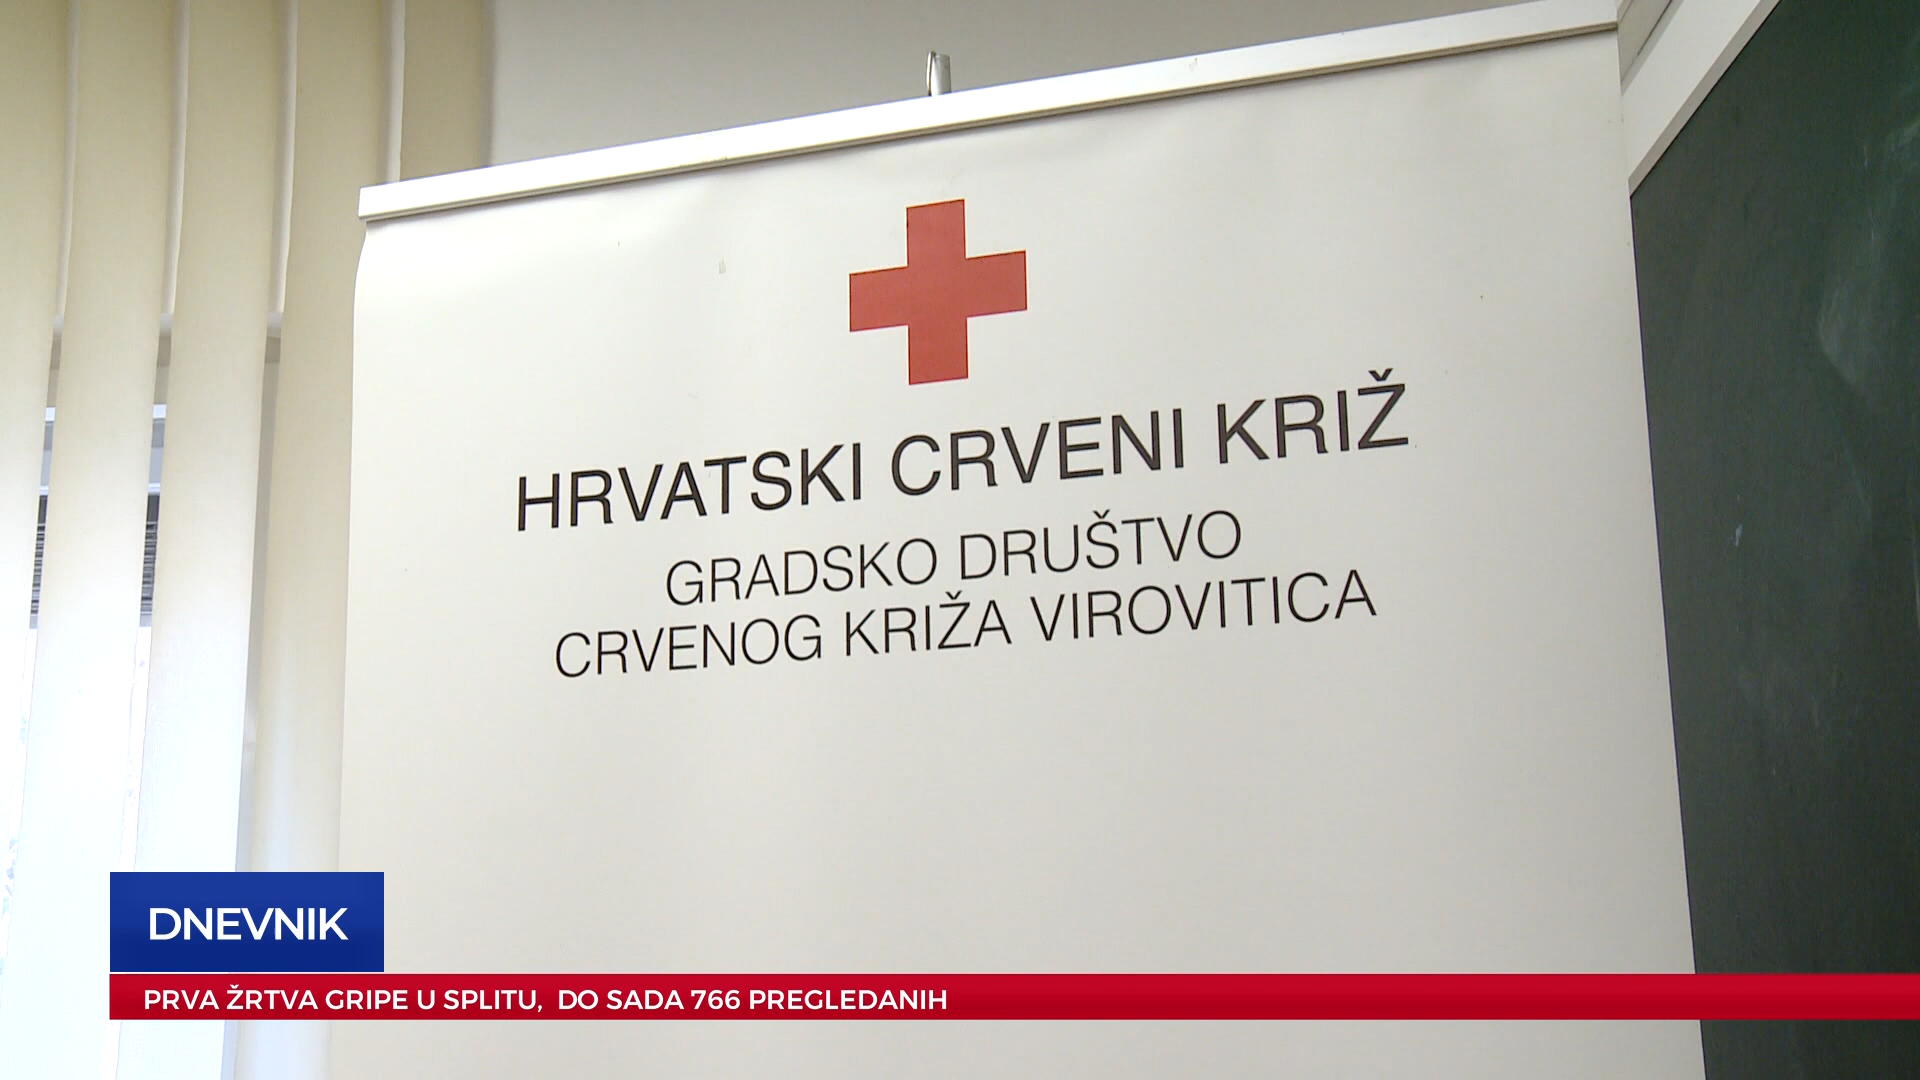 HRVATSKI CRVENI KRIŽ
GRADSKO DRUŠTVO
CRVENOG KRIŽA VIROVITICA
DNEVNIK
PRVA ŽRTVA GRIPE U SPLITU,  DO SADA 766 PREGLEDANIH